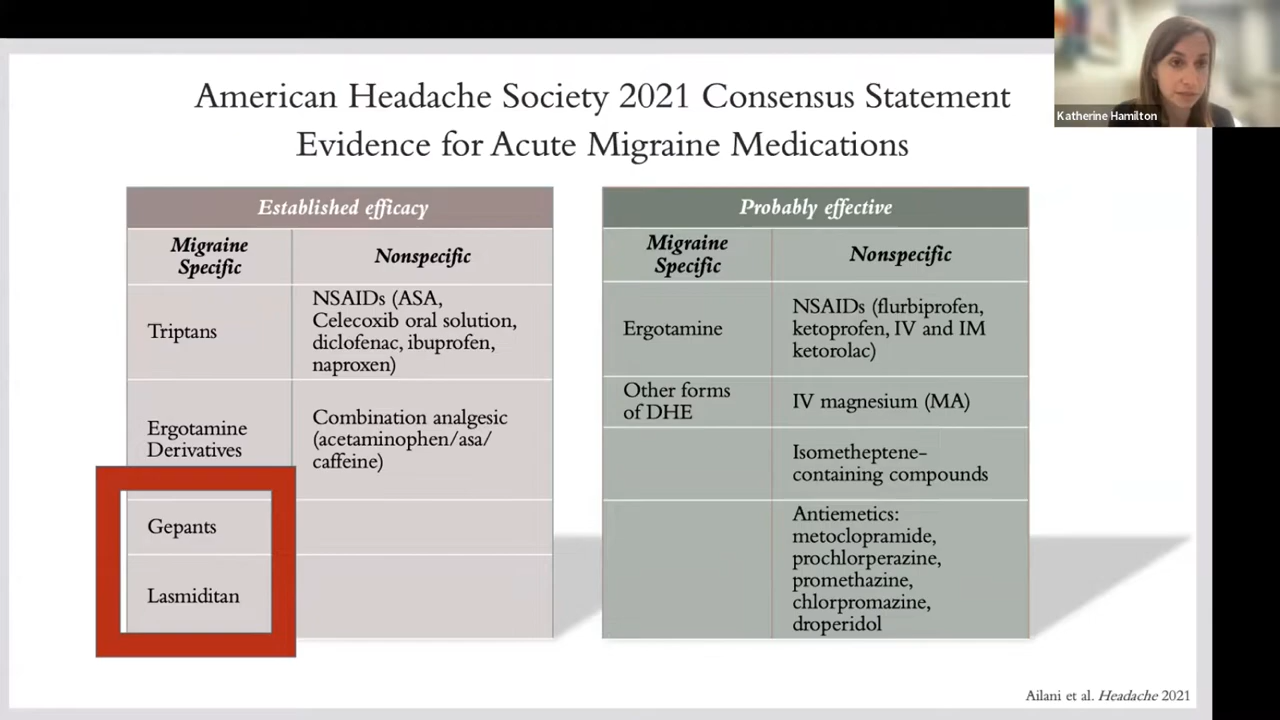 American Headache Society 2021 Consensus Statement
Evidence for Acute Migraine Medications
Katherine Hamilton
Established efficacy
Migraine
Specific
Nonspecific
Triptans
NSAIDs (ASA,
Celecoxib oral solution,
diclofenac, ibuprofen,
naproxen)
Ergotamine
Derivatives
Combination analgesic
(acetaminophen/asa/
caffeine)
Gepants
Lasmiditan
Probably effective
Migraine
Specific
Nonspecific
Ergotamine
NSAIDs (flurbiprofen,
ketoprofen, IV and IM
ketorolac)
Other forms
of DHE
IV magnesium (MA)
Isometheptene-
containing compounds
Antiemetics:
metoclopramide,
prochlorperazine,
promethazine,
chlorpromazine,
droperidol
Ailani et al. Headache 2021